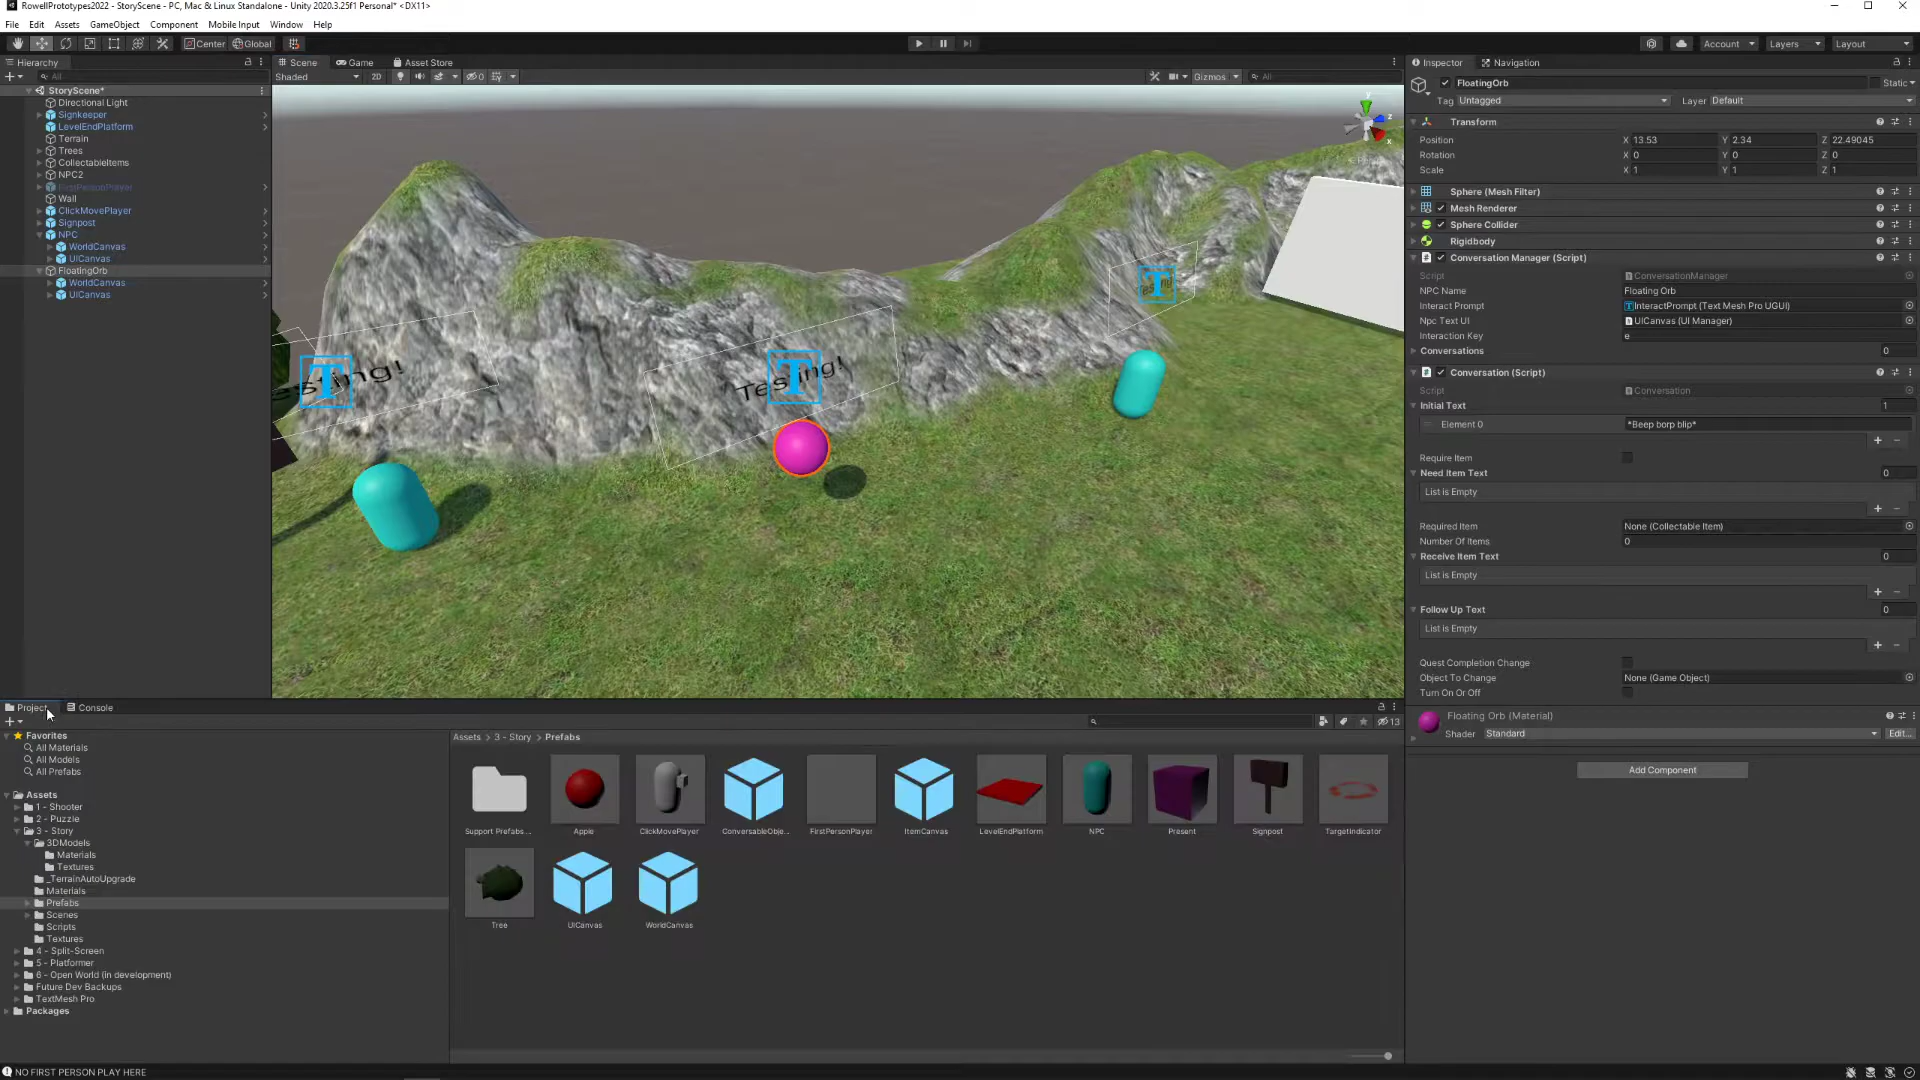 RowellPrototypes2022 - StoryScene - PC, Mac & Linux Standalone - Unity 2020.3.25f1 Personal* <DX11>
File Edit Assets GameObject Component Mobile Input Window Help
Center Global Account Layers Layout
Hierarchy
All
StoryScene*
Directional Light
Signkeeper
LevelEndPlatform
Terrain
Trees
CollectableItems
NPC2
FirstPersonPlayer
Wall
ClickMovePlayer
Signpost
NPC
WorldCanvas
UICanvas
FloatingOrb
WorldCanvas
UICanvas
Scene Game Asset Store
Shaded 2D 0 Gizmos All
y
z
x
Testing!
esting!
Testing!
Inspector Navigation
FloatingOrb Static
Tag Untagged Layer Default
Transform
Position X 13.53 Y 2.34 Z 22.49045
Rotation X 0 Y 0 Z 0
Scale X 1 Y 1 Z 1
Sphere (Mesh Filter)
Mesh Renderer
Sphere Collider
Rigidbody
Conversation Manager (Script)
Script ConversationManager
NPC Name Floating Orb
Interact Prompt InteractPrompt (Text Mesh Pro UGUI)
Npc Text UI UICanvas (UI Manager)
Interaction Key e
Conversations 0
Conversation (Script)
Script Conversation
Initial Text 1
Element 0 *Beep borp blip*
Require Item
Need Item Text 0
List is Empty
Required Item None (Collectable Item)
Number Of Items 0
Receive Item Text 0
List is Empty
Follow Up Text 0
List is Empty
Quest Completion Change
Object To Change None (Game Object)
Turn On Or Off
Floating Orb (Material)
Shader Standard Edit...
Add Component
Project Console
13
Favorites
All Materials
All Models
All Prefabs
Assets
1 - Shooter
2 - Puzzle
3 - Story
3DModels
Materials
Textures
_TerrainAutoUpgrade
Materials
Prefabs
Scenes
Scripts
Textures
4 - Split-Screen
5 - Platformer
6 - Open World (in development)
Future Dev Backups
TextMesh Pro
Packages
Assets > 3 - Story > Prefabs
Support Prefabs... Apple ClickMovePlayer ConversableObje... FirstPersonPlayer ItemCanvas LevelEndPlatform NPC Present Signpost TargetIndicator
Tree UICanvas WorldCanvas
NO FIRST PERSON PLAY HERE